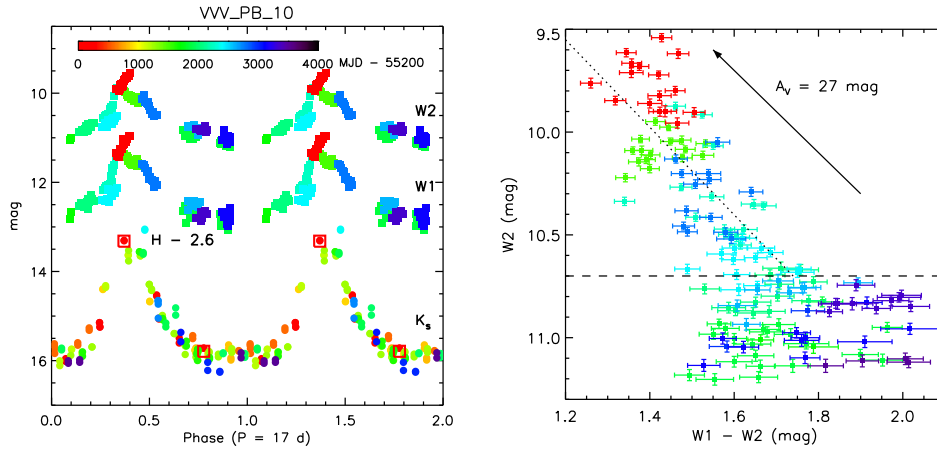 VVV_PB_10
0 1000 2000 3000 4000 MJD - 55200
10
12
14
16
mag
W2
W1
H - 2.6
Ks
0.0 0.5 1.0 1.5 2.0
Phase (P = 17 d)
9.5
10.0
10.5
11.0
W2 (mag)
Av = 27 mag
1.2 1.4 1.6 1.8 2.0
W1 - W2 (mag)